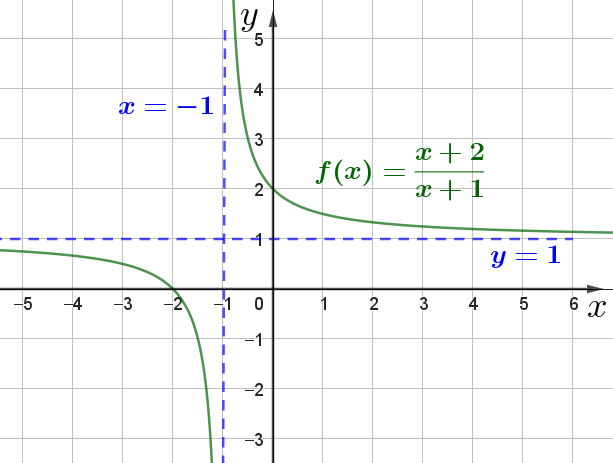 y
5
4
3
2
1
x = −1
f(x) = x + 2 / x + 1
y = 1
−5 −4 −3 −2 −1 0 1 2 3 4 5 6
x
−1
−2
−3